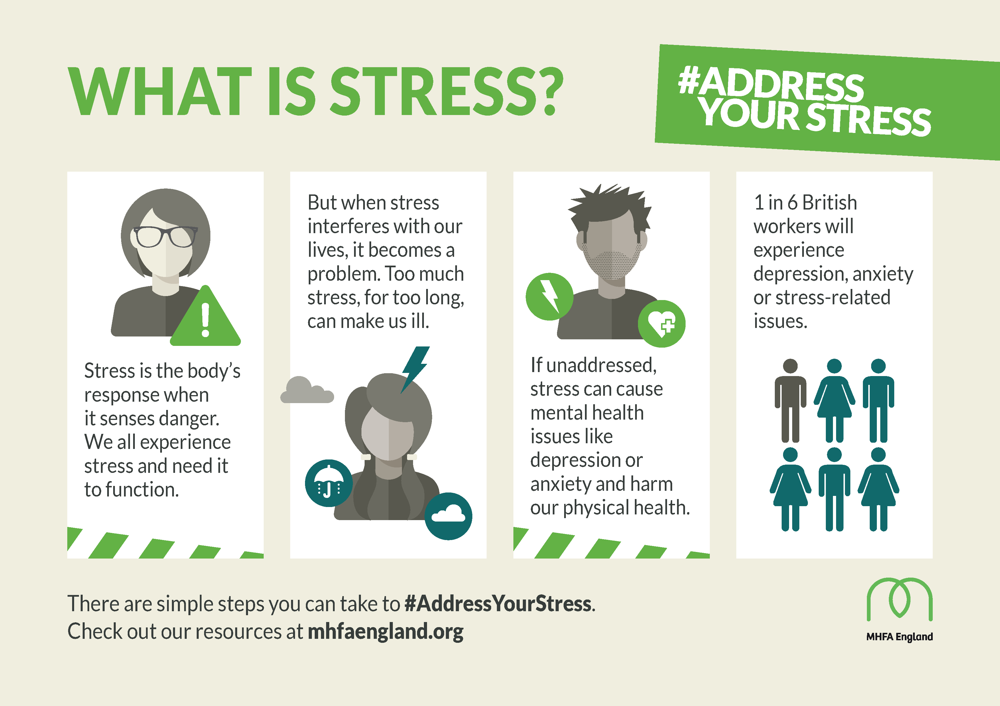 WHAT IS STRESS?
#ADDRESS
YOUR STRESS
Stress is the body’s
response when
it senses danger.
We all experience
stress and need it
to function.
But when stress
interferes with our
lives, it becomes a
problem. Too much
stress, for too long,
can make us ill.
If unaddressed,
stress can cause
mental health
issues like
depression or
anxiety and harm
our physical health.
1 in 6 British
workers will
experience
depression, anxiety
or stress-related
issues.
There are simple steps you can take to #AddressYourStress.
Check out our resources at mhfaengland.org
MHFA England